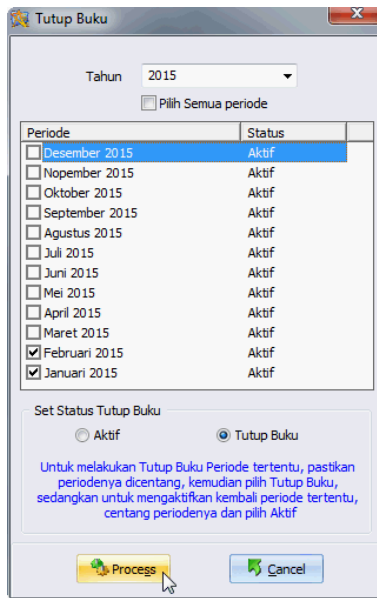 Tutup Buku
Tahun 2015
Pilih Semua periode
Periode Status
Desember 2015 Aktif
Nopember 2015 Aktif
Oktober 2015 Aktif
September 2015 Aktif
Agustus 2015 Aktif
Juli 2015 Aktif
Juni 2015 Aktif
Mei 2015 Aktif
April 2015 Aktif
Maret 2015 Aktif
Februari 2015 Aktif
Januari 2015 Aktif
Set Status Tutup Buku
Aktif Tutup Buku
Untuk melakukan Tutup Buku Periode tertentu, pastikan
periodenya dicentang, kemudian pilih Tutup Buku,
sedangkan untuk mengaktifkan kembali periode tertentu,
centang periodenya dan pilih Aktif
Process Cancel